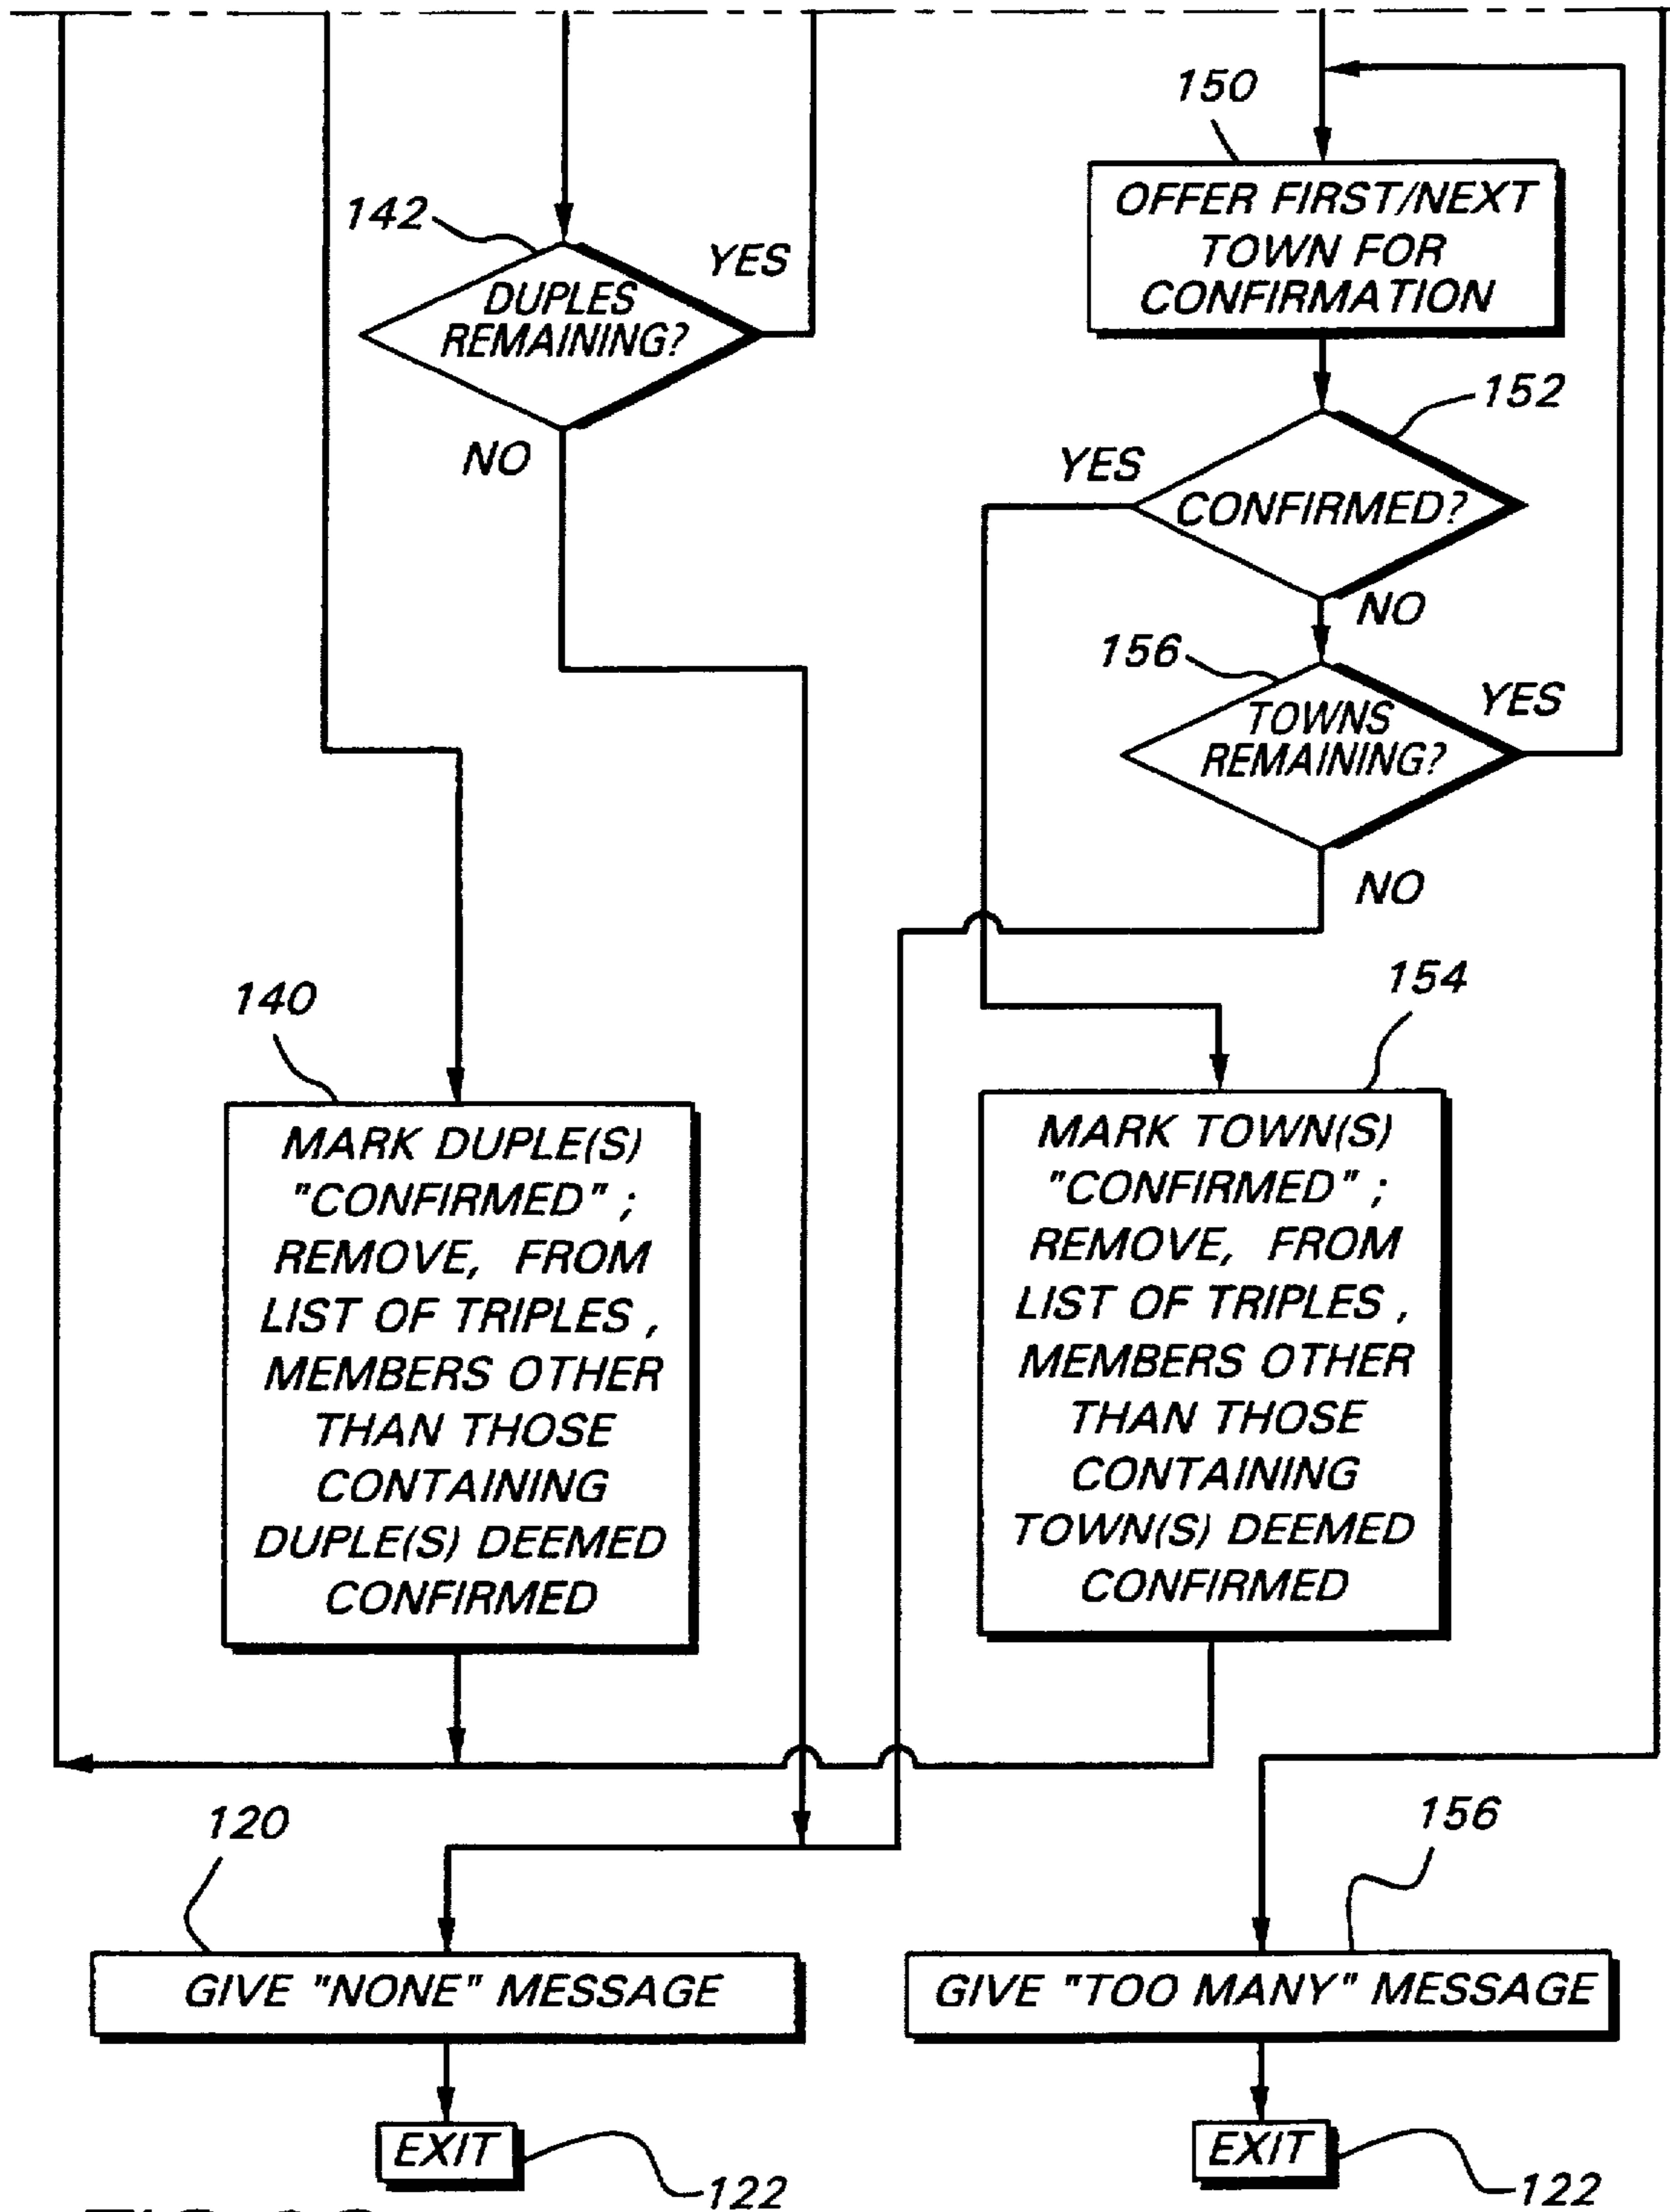 150
OFFER FIRST/NEXT
TOWN FOR
CONFIRMATION
142
DUPLES
REMAINING?
YES
NO
152
CONFIRMED?
YES
NO
156
TOWNS
REMAINING?
YES
NO
140
MARK DUPLE(S)
"CONFIRMED" ;
REMOVE, FROM
LIST OF TRIPLES ,
MEMBERS OTHER
THAN THOSE
CONTAINING
DUPLE(S) DEEMED
CONFIRMED
154
MARK TOWN(S)
"CONFIRMED" ;
REMOVE, FROM
LIST OF TRIPLES ,
MEMBERS OTHER
THAN THOSE
CONTAINING
TOWN(S) DEEMED
CONFIRMED
120
GIVE "NONE" MESSAGE
156
GIVE "TOO MANY" MESSAGE
EXIT
122
EXIT
122